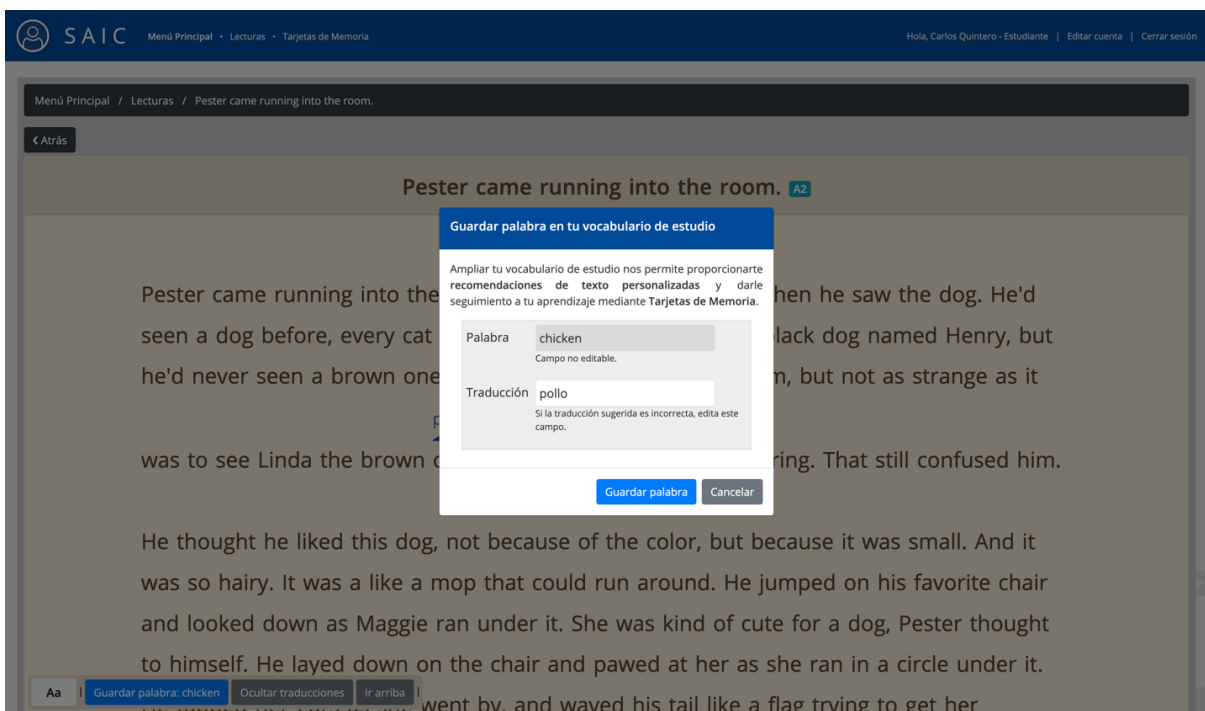 SAIC Menú Principal • Lecturas • Tarjetas de Memoria Hola, Carlos Quintero - Estudiante | Editar cuenta | Cerrar sesión
Menú Principal / Lecturas / Pester came running into the room.
❮ Atrás
Pester came running into the room. A2
Guardar palabra en tu vocabulario de estudio
Ampliar tu vocabulario de estudio nos permite proporcionarte
recomendaciones de texto personalizadas y darle
seguimiento a tu aprendizaje mediante Tarjetas de Memoria.
Palabra chicken
Campo no editable.
Traducción pollo
Si la traducción sugerida es incorrecta, edita este
campo.
Guardar palabra Cancelar
Pester came running into the hen he saw the dog. He'd
seen a dog before, every cat lack dog named Henry, but
he'd never seen a brown one, but not as strange as it
was to see Linda the brown ring. That still confused him.
He thought he liked this dog, not because of the color, but because it was small. And it
was so hairy. It was a like a mop that could run around. He jumped on his favorite chair
and looked down as Maggie ran under it. She was kind of cute for a dog, Pester thought
to himself. He layed down on the chair and pawed at her as she ran in a circle under it.
went by, and waved his tail like a flag trying to get her
Aa | Guardar palabra: chicken Ocultar traducciones Ir arriba |